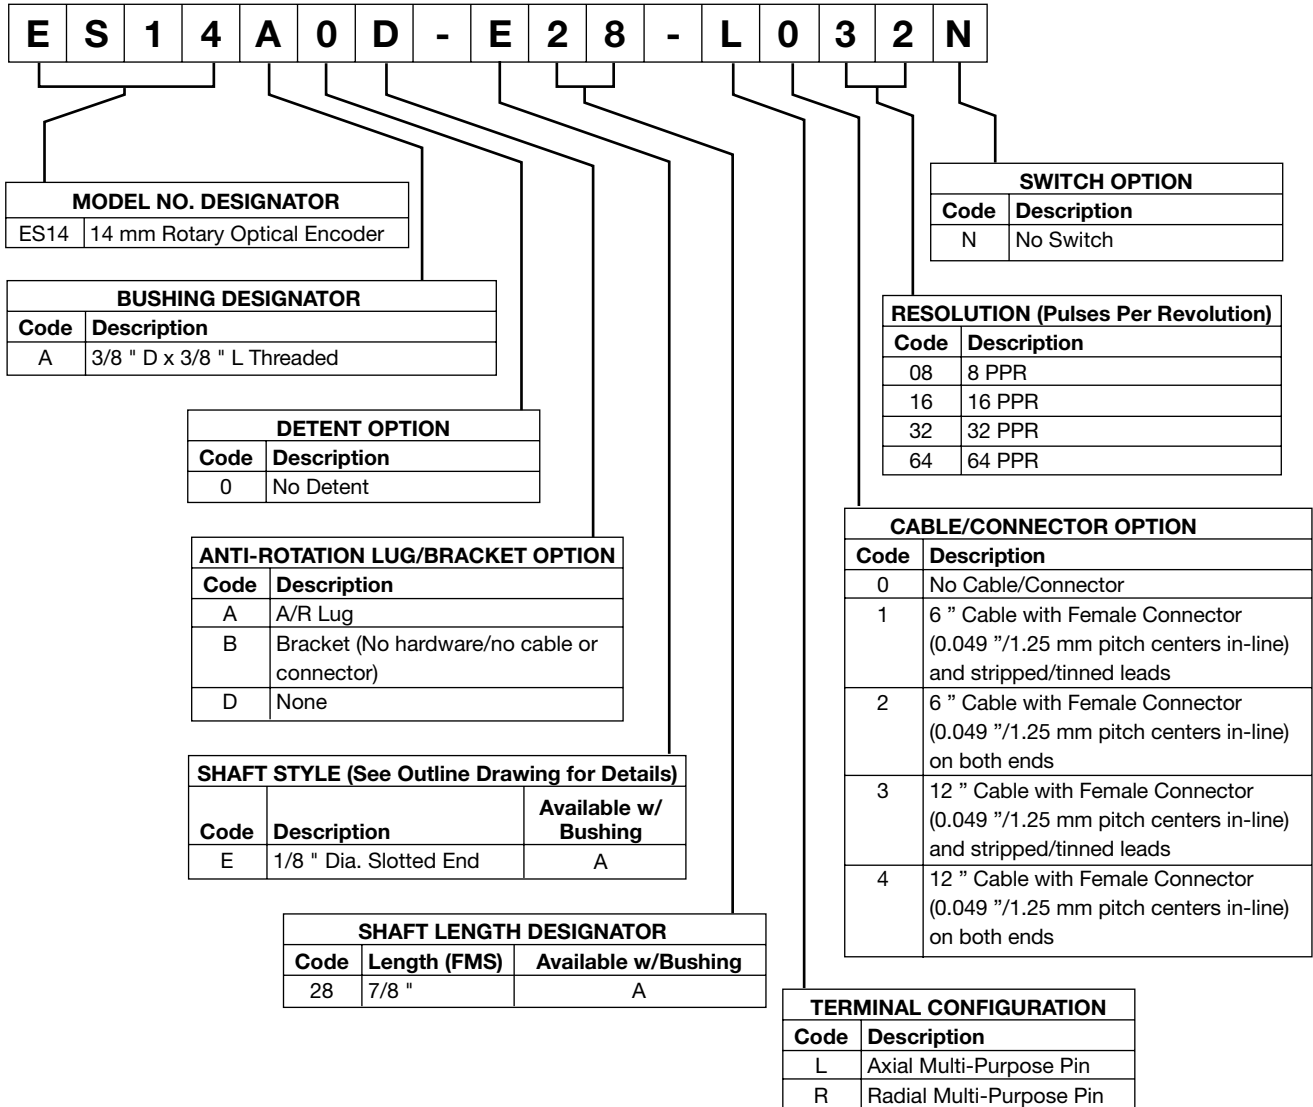 E S 1 4 A 0 D - E 2 8 - L 0 3 2 N
MODEL NO. DESIGNATOR
ES14 14 mm Rotary Optical Encoder
BUSHING DESIGNATOR
Code Description
A 3/8 " D x 3/8 " L Threaded
DETENT OPTION
Code Description
0 No Detent
ANTI-ROTATION LUG/BRACKET OPTION
Code Description
A A/R Lug
B Bracket (No hardware/no cable or
connector)
D None
SHAFT STYLE (See Outline Drawing for Details)
Code Description Available w/
Bushing
E 1/8 " Dia. Slotted End A
SHAFT LENGTH DESIGNATOR
Code Length (FMS) Available w/Bushing
28 7/8 " A
SWITCH OPTION
Code Description
N No Switch
RESOLUTION (Pulses Per Revolution)
Code Description
08 8 PPR
16 16 PPR
32 32 PPR
64 64 PPR
CABLE/CONNECTOR OPTION
Code Description
0 No Cable/Connector
1 6 ” Cable with Female Connector
(0.049 ”/1.25 mm pitch centers in-line)
and stripped/tinned leads
2 6 ” Cable with Female Connector
(0.049 ”/1.25 mm pitch centers in-line)
on both ends
3 12 ” Cable with Female Connector
(0.049 ”/1.25 mm pitch centers in-line)
and stripped/tinned leads
4 12 ” Cable with Female Connector
(0.049 ”/1.25 mm pitch centers in-line)
on both ends
TERMINAL CONFIGURATION
Code Description
L Axial Multi-Purpose Pin
R Radial Multi-Purpose Pin